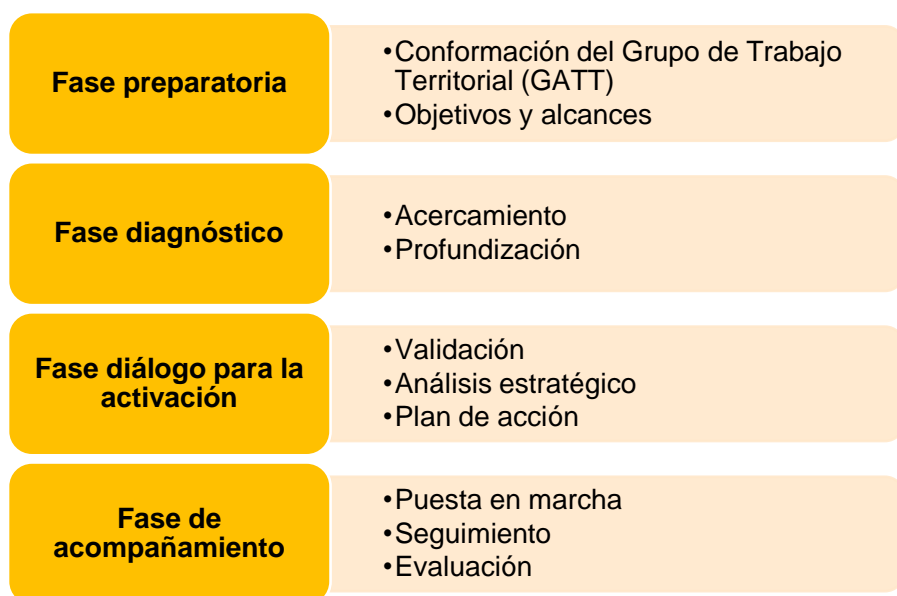 Fase preparatoria
•Conformación del Grupo de Trabajo
Territorial (GATT)
•Objetivos y alcances
Fase diagnóstico
•Acercamiento
•Profundización
Fase diálogo para la
activación
•Validación
•Análisis estratégico
•Plan de acción
Fase de
acompañamiento
•Puesta en marcha
•Seguimiento
•Evaluación